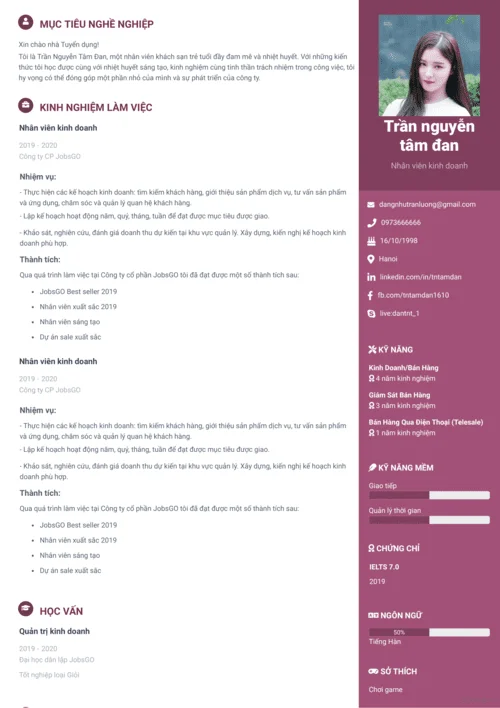 MỤC TIÊU NGHỀ NGHIỆP
Xin chào nhà Tuyển dụng!
Tôi là Trần Nguyễn Tâm Đan, một nhân viên khách sạn trẻ tuổi đầy đam mê và nhiệt huyết. Với những kiến
thức tôi học được cùng với nhiệt huyết sáng tạo, kinh nghiệm cùng tinh thần trách nhiệm trong công việc, tôi
hy vọng có thể đóng góp một phần nhỏ của mình và sự phát triển của công ty.
KINH NGHIỆM LÀM VIỆC
Nhân viên kinh doanh
2019 - 2020
Công ty CP JobsGO
Nhiệm vụ:
- Thực hiện các kế hoạch kinh doanh: tìm kiếm khách hàng, giới thiệu sản phẩm dịch vụ, tư vấn sản phẩm
và ứng dụng, chăm sóc và quản lý quan hệ khách hàng.
- Lập kế hoạch hoạt động năm, quý, tháng, tuần để đạt được mục tiêu được giao.
- Khảo sát, nghiên cứu, đánh giá doanh thu dự kiến tại khu vực quản lý. Xây dựng, kiến nghị kế hoạch kinh
doanh phù hợp.
Thành tích:
Qua quá trình làm việc tại Công ty cổ phần JobsGO tôi đã đạt được một số thành tích sau:
JobsGO Best seller 2019
Nhân viên xuất sắc 2019
Nhân viên sáng tạo
Dự án sale xuất sắc
Nhân viên kinh doanh
2019 - 2020
Công ty CP JobsGO
Nhiệm vụ:
- Thực hiện các kế hoạch kinh doanh: tìm kiếm khách hàng, giới thiệu sản phẩm dịch vụ, tư vấn sản phẩm
và ứng dụng, chăm sóc và quản lý quan hệ khách hàng.
- Lập kế hoạch hoạt động năm, quý, tháng, tuần để đạt được mục tiêu được giao.
- Khảo sát, nghiên cứu, đánh giá doanh thu dự kiến tại khu vực quản lý. Xây dựng, kiến nghị kế hoạch kinh
doanh phù hợp.
Thành tích:
Qua quá trình làm việc tại Công ty cổ phần JobsGO tôi đã đạt được một số thành tích sau:
JobsGO Best seller 2019
Nhân viên xuất sắc 2019
Nhân viên sáng tạo
Dự án sale xuất sắc
HỌC VẤN
Quản trị kinh doanh
2019 - 2020
Đại học dân lập JobsGO
Tốt nghiệp loại Giỏi
Trần nguyễn
tâm đan
Nhân viên kinh doanh
dangnhutranluong@gmail.com
0973666666
16/10/1998
Hanoi
linkedin.com/in/tntamdan
fb.com/tntamdan1610
live:dantnt_1
KỸ NĂNG
Kinh Doanh/Bán Hàng
4 năm kinh nghiệm
Giám Sát Bán Hàng
3 năm kinh nghiệm
Bán Hàng Qua Điện Thoại (Telesale)
1 năm kinh nghiệm
KỸ NĂNG MỀM
Giao tiếp
Quản lý thời gian
CHỨNG CHỈ
IELTS 7.0
2019
NGÔN NGỮ
50%
Tiếng Hàn
SỞ THÍCH
Chơi game